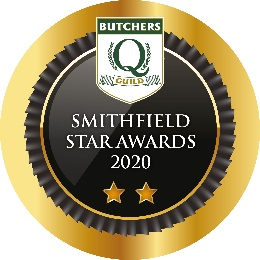 BUTCHERS
Q
GUILD
SMITHFIELD
STAR AWARDS
2020